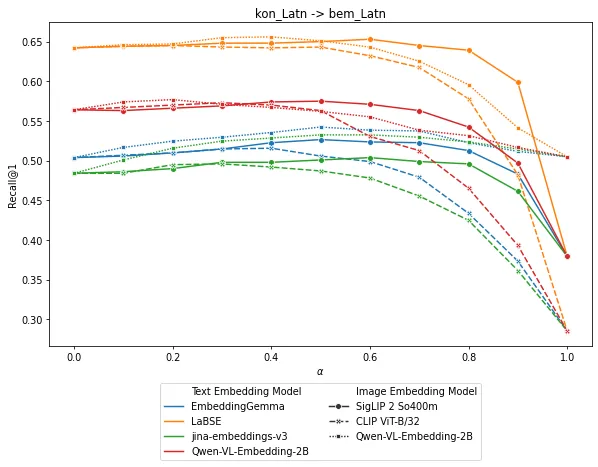 kon_Latn -> bem_Latn
Recall@1
0.65
0.60
0.55
0.50
0.45
0.40
0.35
0.30
0.0 0.2 0.4 0.6 0.8 1.0
α
Text Embedding Model
EmbeddingGemma
LaBSE
jina-embeddings-v3
Qwen-VL-Embedding-2B
Image Embedding Model
SigLIP 2 So400m
CLIP ViT-B/32
Qwen-VL-Embedding-2B